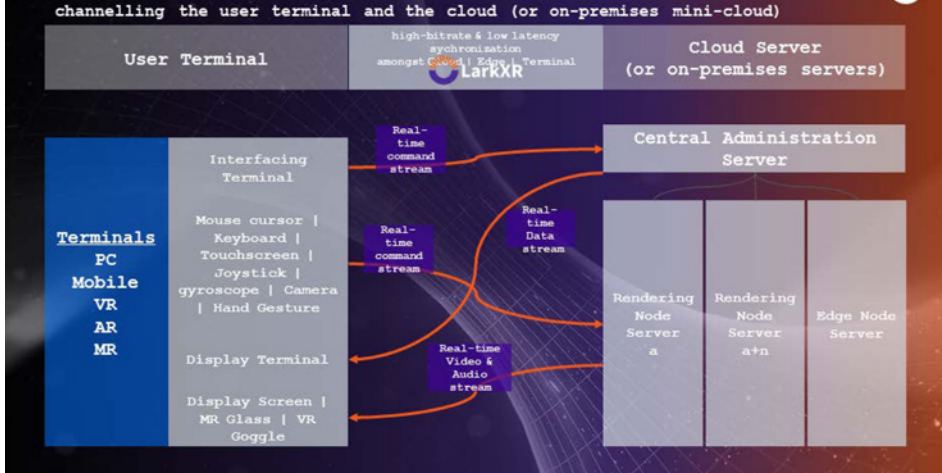 channelling the user terminal and the cloud (or on-premises mini-cloud)
User Terminal
high-bitrate & low latency
sychronization
amongst Cloud | Edge | Terminal
LarkXR
Cloud Server
(or on-premises servers)
Terminals
PC
Mobile
VR
AR
MR
Interfacing
Terminal
Mouse cursor |
Keyboard |
Touchscreen |
Joystick |
gyroscope | Camera
| Hand Gesture
Display Terminal
Display Screen |
MR Glass | VR
Goggle
Real-
time
command
stream
Real-
time
command
stream
Real-
time
Data
stream
Real-time
Video &
Audio
stream
Central Administration
Server
Rendering
Node
Server
a
Rendering
Node
Server
a+n
Edge Node
Server